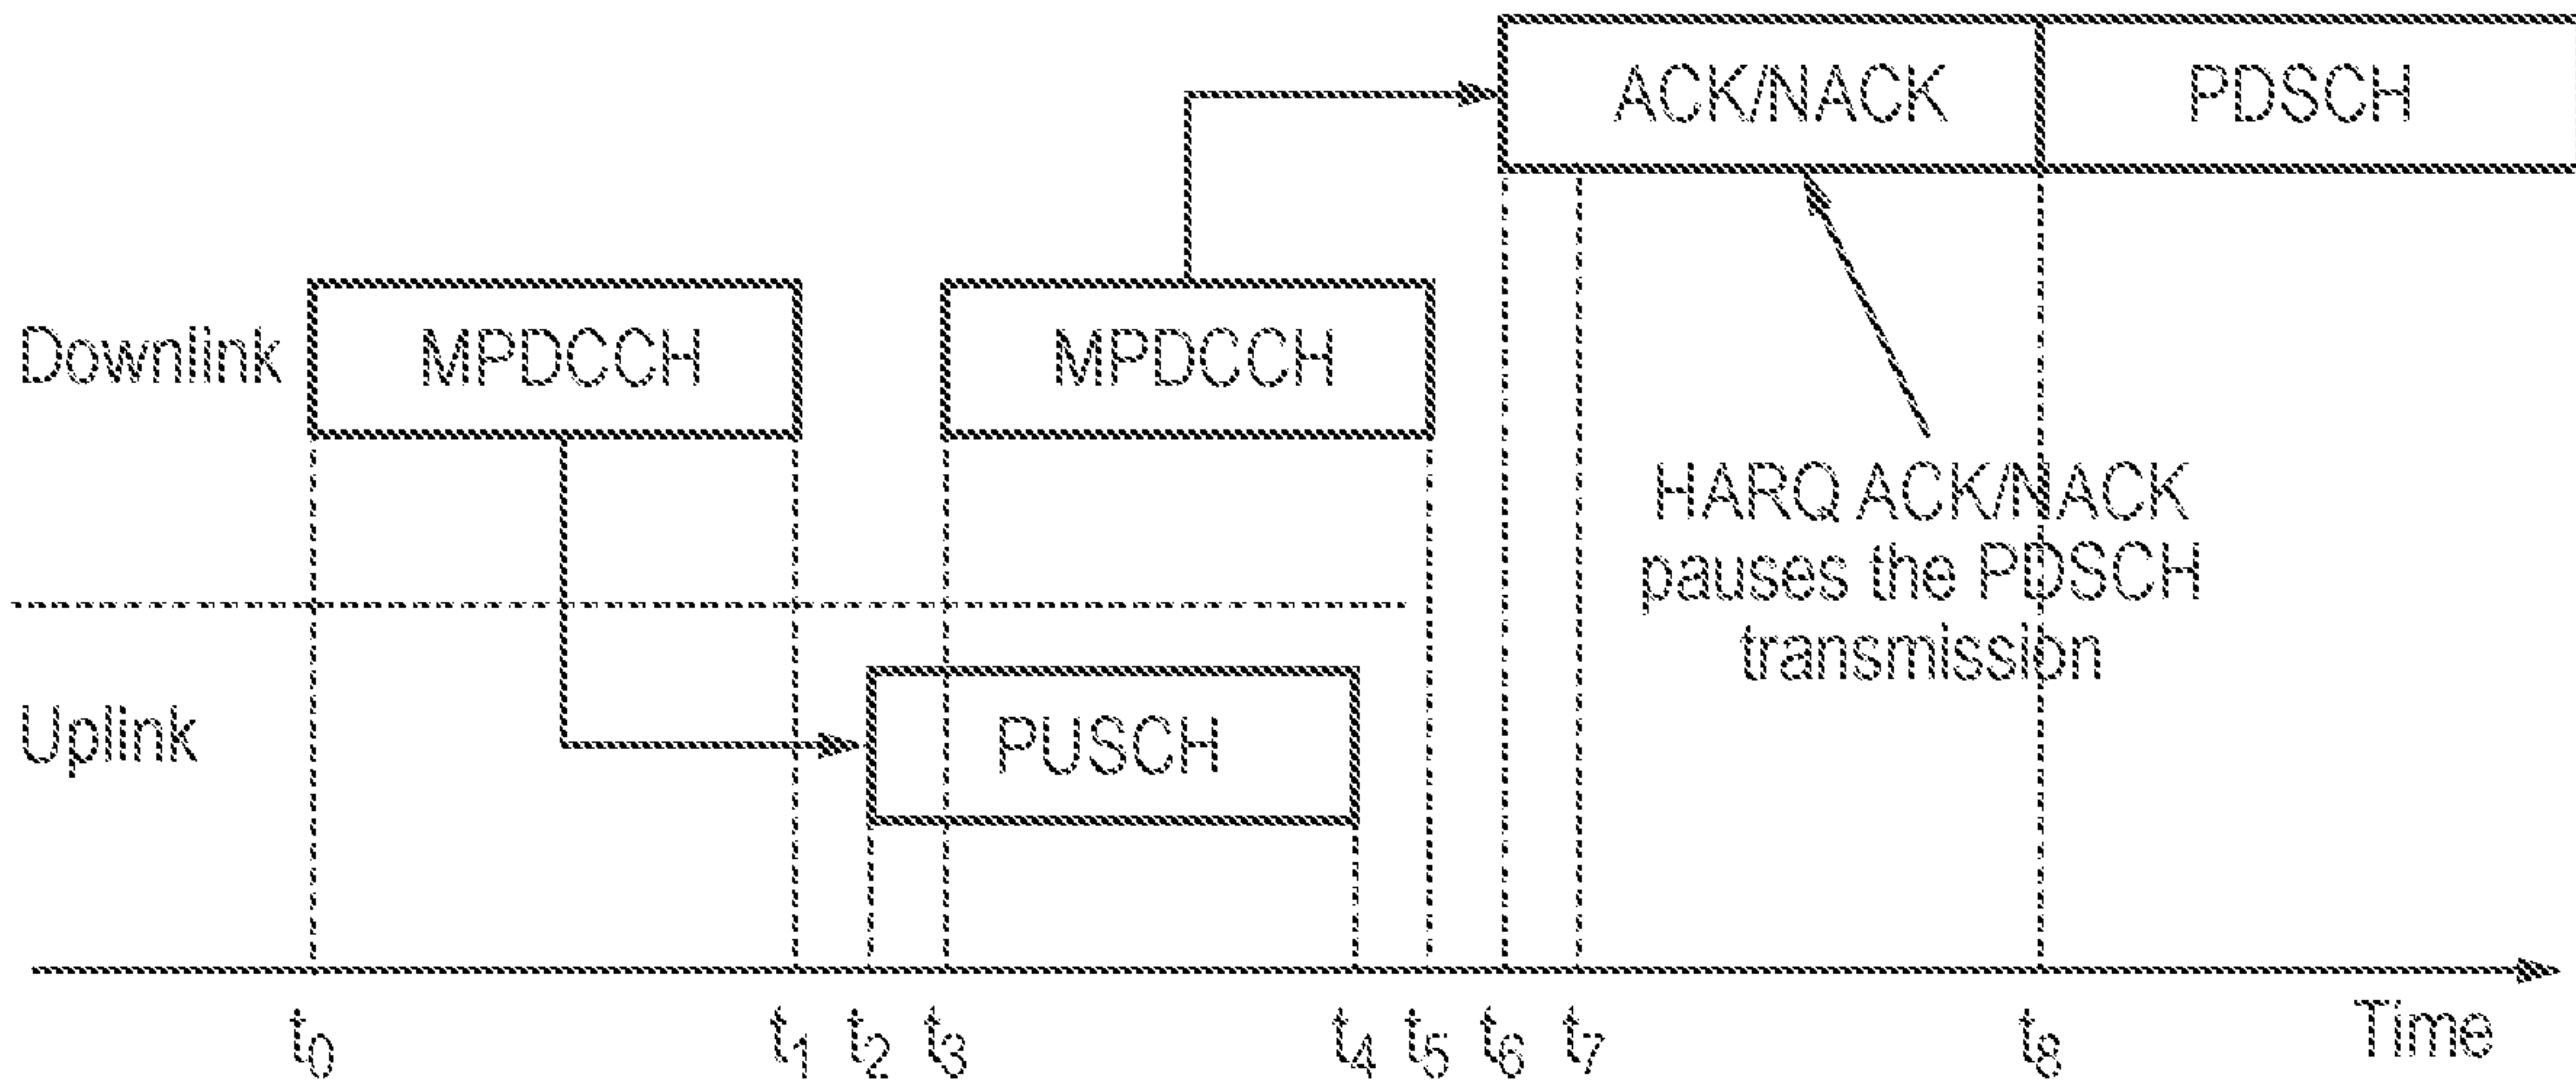 ACK/NACK PDSCH
Downlink MPDCCH MPDCCH
HARQ ACK/NACK
pauses the PDSCH
transmission
Uplink PUSCH
t0 t1 t2 t3 t4 t5 t6 t7 t8 Time